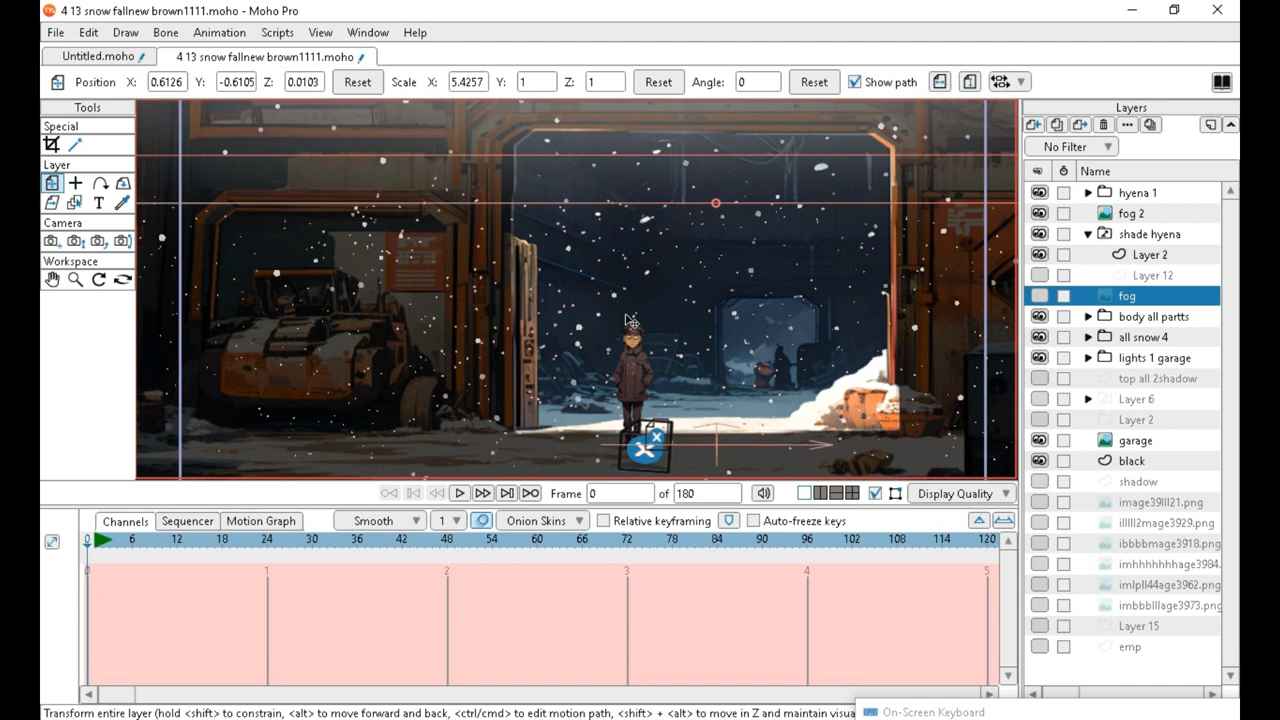 4 13 snow fallnew brown1111.moho - Moho Pro
File Edit Draw Bone Animation Scripts View Window Help
Untitled.moho 4 13 snow fallnew brown1111.moho
Position X: 0.6126 Y: -0.6105 Z: 0.0103 Reset Scale X: 5.4257 Y: 1 Z: 1 Reset Angle: 0 Reset Show path
Tools
Special
Layer
Camera
Workspace
Layers
No Filter
Name
hyena 1
fog 2
shade hyena
Layer 2
Layer 12
fog
body all partts
all snow 4
lights 1 garage
top all 2shadow
Layer 6
Layer 2
garage
black
shadow
image39lll21.png
illlll2mage3929.png
ibbbbmage3918.png
imhhhhhhage3984.
imlpll44age3962.png
imbbblllage3973.png
Layer 15
emp
Frame 0 of 180 Display Quality
Channels Sequencer Motion Graph Smooth 1 Onion Skins Relative keyframing Auto-freeze keys
0 6 12 18 24 30 36 42 48 54 60 66 72 78 84 90 96 102 108 114 120
0 1 2 3 4 5
Transform entire layer (hold <shift> to constrain, <alt> to move forward and back, <ctrl/cmd> to edit motion path, <shift> + <alt> to move in Z and maintain visua
On-Screen Keyboard